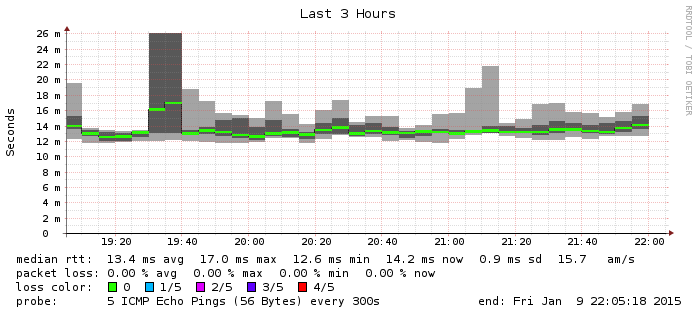 Last 3 Hours
RRDTOOL / TOBI OETIKER
Seconds
26 m
24 m
22 m
20 m
18 m
16 m
14 m
12 m
10 m
8 m
6 m
4 m
2 m
0
19:20 19:40 20:00 20:20 20:40 21:00 21:20 21:40 22:00
median rtt: 13.4 ms avg 17.0 ms max 12.6 ms min 14.2 ms now 0.9 ms sd 15.7 am/s
packet loss: 0.00 % avg 0.00 % max 0.00 % min 0.00 % now
loss color: 0 1/5 2/5 3/5 4/5
probe: 5 ICMP Echo Pings (56 Bytes) every 300s end: Fri Jan 9 22:05:18 2015